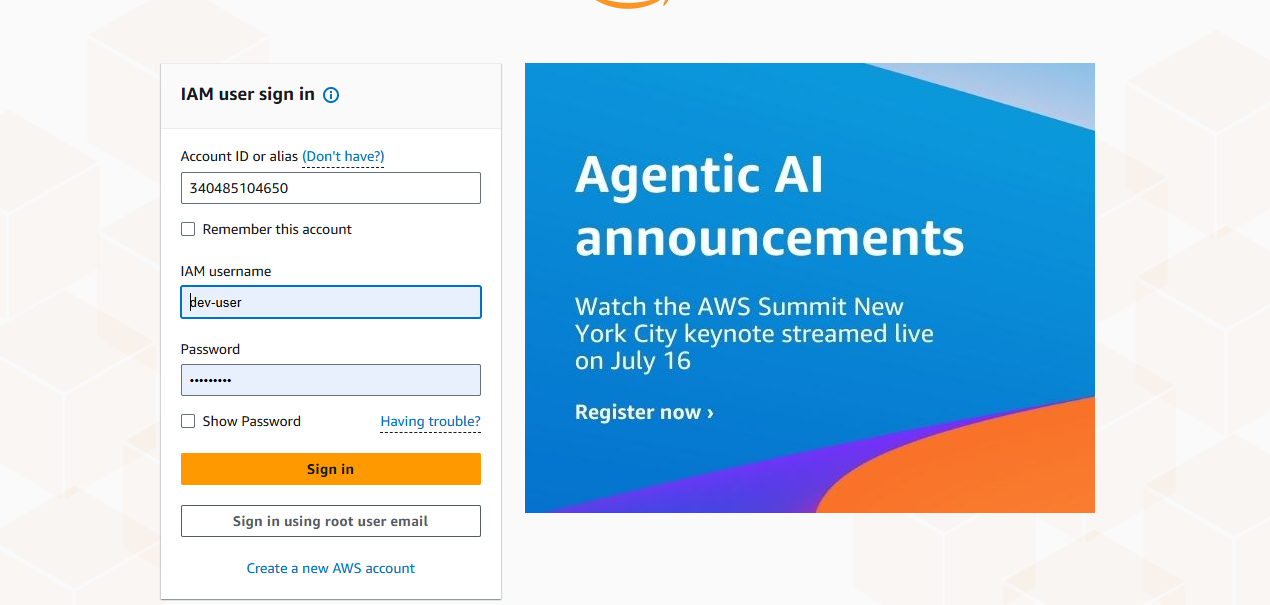 IAM user sign in
Account ID or alias (Don't have?)
340485104650
Remember this account
IAM username
dev-user
Password
•••••••••
Show Password
Having trouble?
Sign in
Sign in using root user email
Create a new AWS account
Agentic AI
announcements
Watch the AWS Summit New
York City keynote streamed live
on July 16
Register now ›